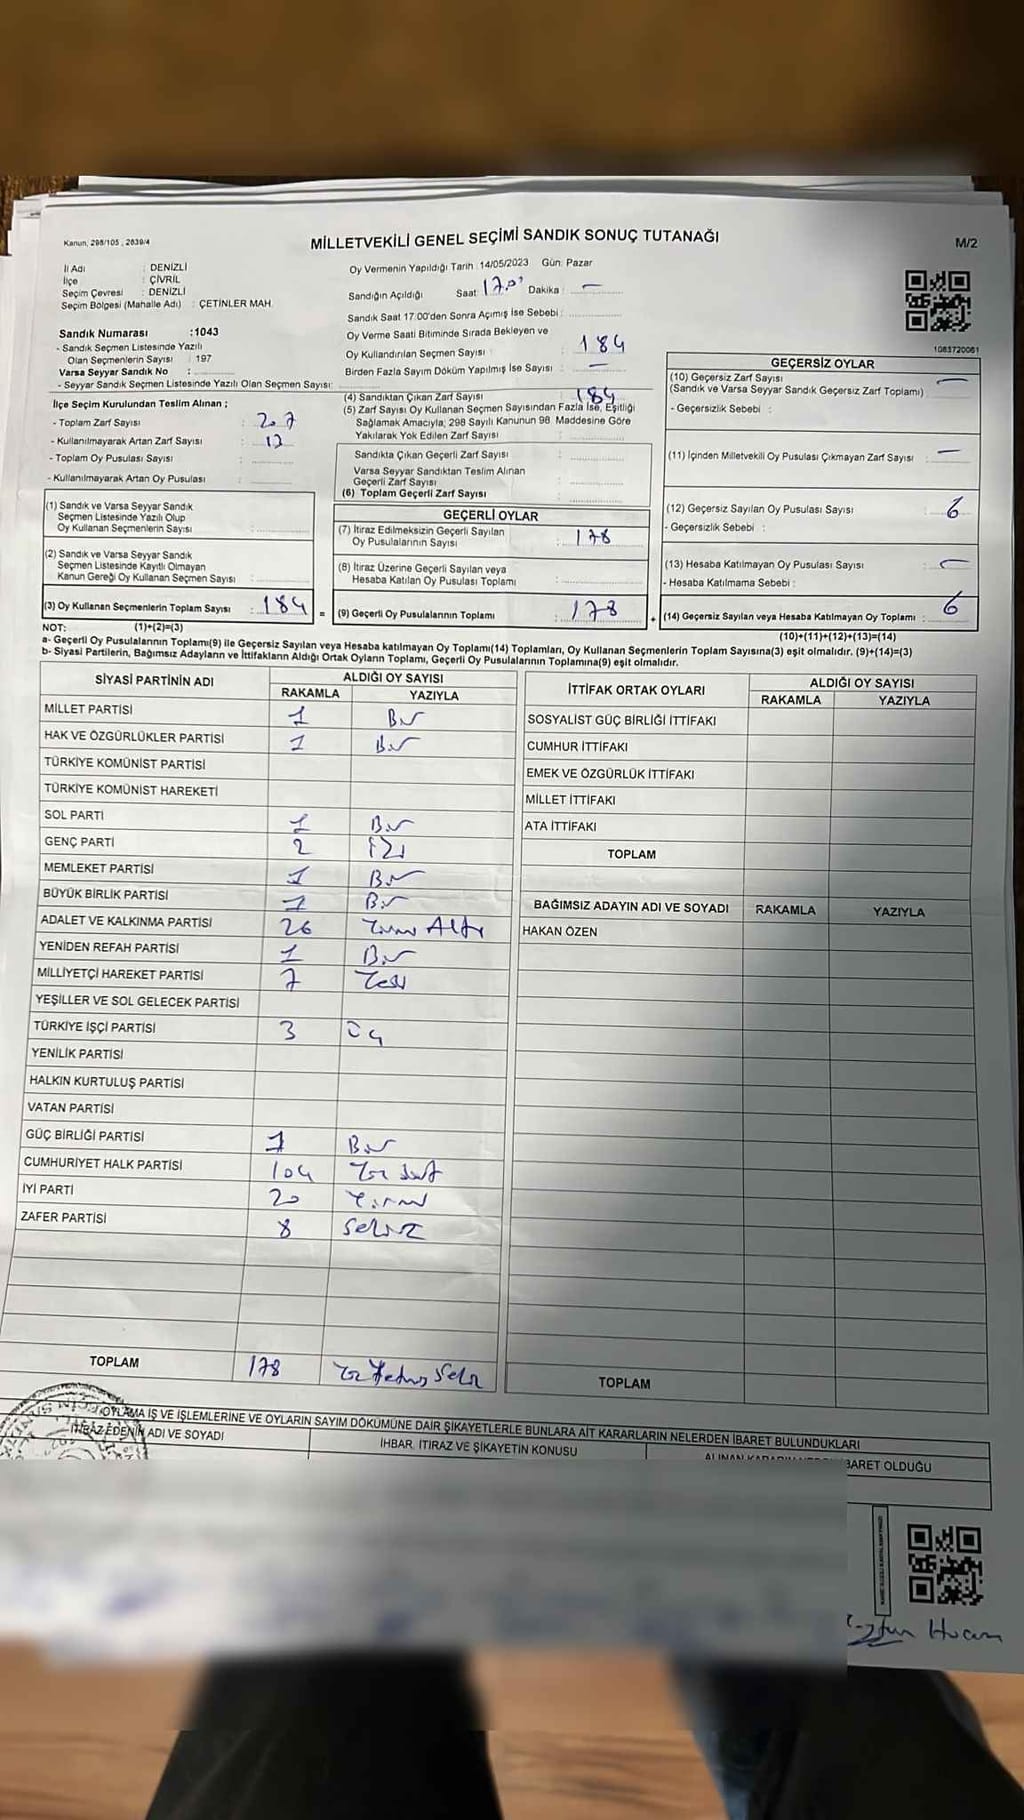 Kanun, 298/105 , 2839/4
MİLLETVEKİLİ GENEL SEÇİMİ SANDIK SONUÇ TUTANAĞI
M/2
İl Adı : DENİZLİ
İlçe : ÇİVRİL
Seçim Çevresi : DENİZLİ
Seçim Bölgesi (Mahalle Adı) : ÇETİNLER MAH.
Sandık Numarası :1043
- Sandık Seçmen Listesinde Yazılı
Olan Seçmenlerin Sayısı : 197
Varsa Seyyar Sandık No :
- Seyyar Sandık Seçmen Listesinde Yazılı Olan Seçmen Sayısı:
Oy Vermenin Yapıldığı Tarih :14/05/2023 Gün: Pazar
Sandığın Açıldığı Saat: Dakika : —
Sandık Saat 17:00'den Sonra Açımış İse Sebebi :
Oy Verme Saati Bitiminde Sırada Bekleyen ve
Oy Kullandırılan Seçmen Sayısı : 184
Birden Fazla Sayım Döküm Yapılmış İse Sayısı : —
1083720061
İlçe Seçim Kurulundan Teslim Alınan ;
- Toplam Zarf Sayısı : 207
- Kullanılmayarak Artan Zarf Sayısı :
- Toplam Oy Pusulası Sayısı :
- Kullanılmayarak Artan Oy Pusulası :
(4) Sandıktan Çıkan Zarf Sayısı : 184
(5) Zarf Sayısı Oy Kullanan Seçmen Sayısından Fazla İse, Eşitliği
Sağlamak Amacıyla; 298 Sayılı Kanunun 98. Maddesine Göre
Yakılarak Yok Edilen Zarf Sayısı :
Sandıkta Çıkan Geçerli Zarf Sayısı :
Varsa Seyyar Sandıktan Teslim Alınan
Geçerli Zarf Sayısı :
(6) Toplam Geçerli Zarf Sayısı :
GEÇERSİZ OYLAR
(10) Geçersiz Zarf Sayısı : —
(Sandık ve Varsa Seyyar Sandık Geçersiz Zarf Toplamı)
- Geçersizlik Sebebi :
(11) İçinden Milletvekili Oy Pusulası Çıkmayan Zarf Sayısı : —
(12) Geçersiz Sayılan Oy Pusulası Sayısı : 6
- Geçersizlik Sebebi :
(13) Hesaba Katılmayan Oy Pusulası Sayısı : —
- Hesaba Katılmama Sebebi :
(14) Geçersiz Sayılan veya Hesaba Katılmayan Oy Toplamı : 6
(10)+(11)+(12)+(13)=(14)
(1) Sandık ve Varsa Seyyar Sandık
Seçmen Listesinde Yazılı Olup
Oy Kullanan Seçmenlerin Sayısı :
(2) Sandık ve Varsa Seyyar Sandık
Seçmen Listesinde Kayıtlı Olmayan
Kanun Gereği Oy Kullanan Seçmen Sayısı :
(3) Oy Kullanan Seçmenlerin Toplam Sayısı : 184 =
(1)+(2)=(3)
GEÇERLİ OYLAR
(7) İtiraz Edilmeksizin Geçerli Sayılan
Oy Pusulalarının Sayısı : 178
(8) İtiraz Üzerine Geçerli Sayılan veya
Hesaba Katılan Oy Pusulası Toplamı :
(9) Geçerli Oy Pusulalarının Toplamı : 178 +
NOT:
a- Geçerli Oy Pusulalarının Toplamı(9) ile Geçersiz Sayılan veya Hesaba katılmayan Oy Toplamı(14) Toplamları, Oy Kullanan Seçmenlerin Toplam Sayısına(3) eşit olmalıdır. (9)+(14)=(3)
b- Siyasi Partilerin, Bağımsız Adayların ve İttifakların Aldığı Ortak Oyların Toplamı, Geçerli Oy Pusulalarının Toplamına(9) eşit olmalıdır.
SİYASİ PARTİNİN ADI ALDIĞI OY SAYISI
RAKAMLA YAZIYLA
MİLLET PARTİSİ 1 Bir
HAK VE ÖZGÜRLÜKLER PARTİSİ 1 Bir
TÜRKİYE KOMÜNİST PARTİSİ
TÜRKİYE KOMÜNİST HAREKETİ
SOL PARTİ 1 Bir
GENÇ PARTİ 2 İki
MEMLEKET PARTİSİ 1 Bir
BÜYÜK BİRLİK PARTİSİ 1 Bir
ADALET VE KALKINMA PARTİSİ 26 Yirmi Altı
YENİDEN REFAH PARTİSİ 1 Bir
MİLLİYETÇİ HAREKET PARTİSİ 7 Yedi
YEŞİLLER VE SOL GELECEK PARTİSİ
TÜRKİYE İŞÇİ PARTİSİ 3 Üç
YENİLİK PARTİSİ
HALKIN KURTULUŞ PARTİSİ
VATAN PARTİSİ
GÜÇ BİRLİĞİ PARTİSİ 1 Bir
CUMHURİYET HALK PARTİSİ 104 Yüz dört
İYİ PARTİ 20 Yirmi
ZAFER PARTİSİ 8 Sekiz
TOPLAM 178 Yüz Yetmiş Sekiz
İTTİFAK ORTAK OYLARI ALDIĞI OY SAYISI
RAKAMLA YAZIYLA
SOSYALİST GÜÇ BİRLİĞİ İTTİFAKI
CUMHUR İTTİFAKI
EMEK VE ÖZGÜRLÜK İTTİFAKI
MİLLET İTTİFAKI
ATA İTTİFAKI
TOPLAM
BAĞIMSIZ ADAYIN ADI VE SOYADI RAKAMLA YAZIYLA
HAKAN ÖZEN
TOPLAM
OYLAMA İŞ VE İŞLEMLERİNE VE OYLARIN SAYIM DÖKÜMÜNE DAİR ŞİKAYETLERLE BUNLARA AİT KARARLARIN NELERDEN İBARET BULUNDUKLARI
İTİRAZ EDENİN ADI VE SOYADI
İHBAR, İTİRAZ VE ŞİKAYETİN KONUSU
BARET OLDUĞU